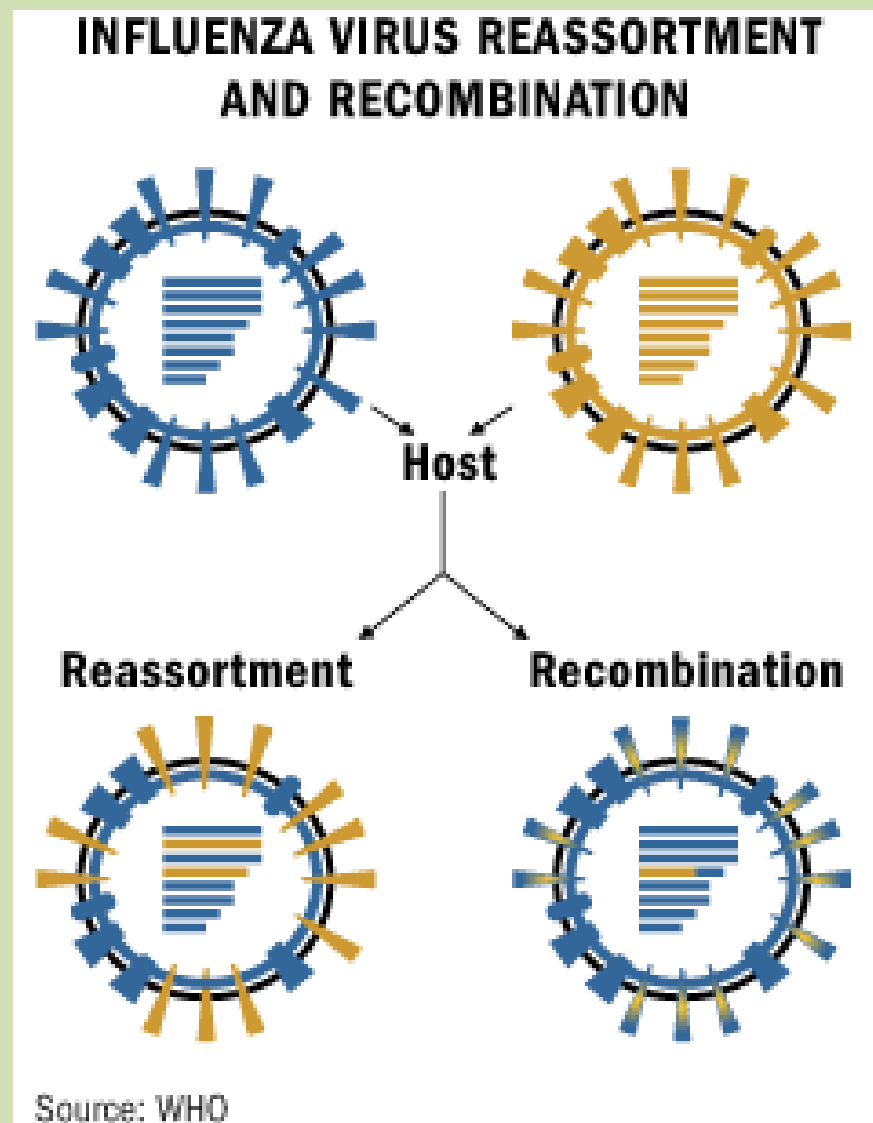 INFLUENZA VIRUS REASSORTMENT
AND RECOMBINATION
Host
Reassortment
Recombination
Source: WHO